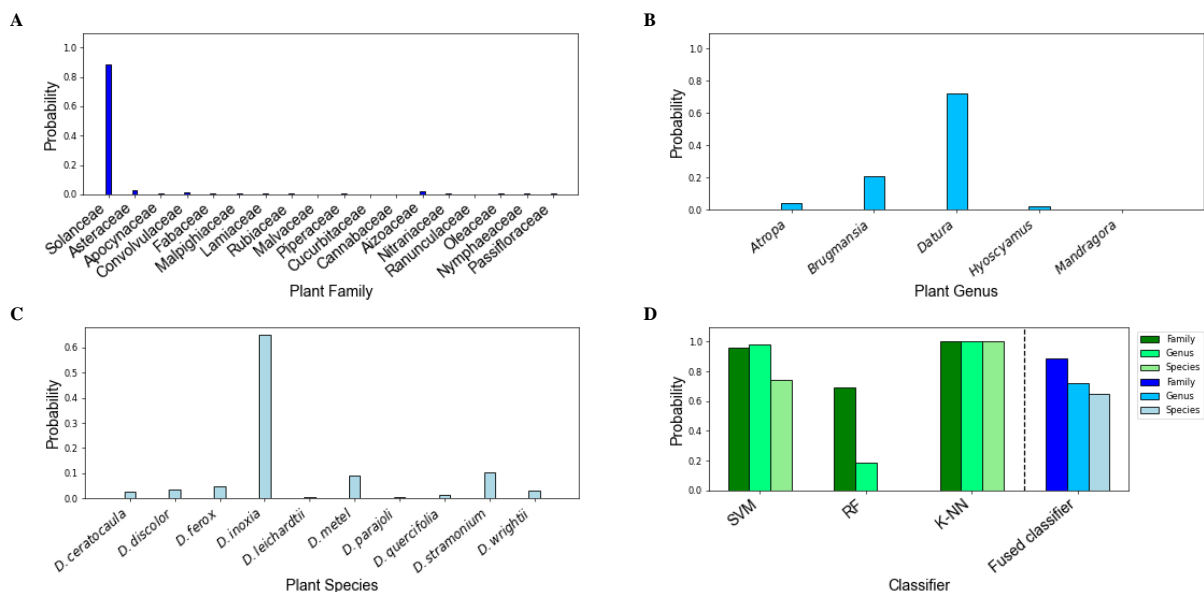 A
1.0
0.8
0.6
0.4
0.2
0.0
Probability
Solanceae
Asteraceae
Apocynaceae
Convolvulaceae
Fabaceae
Malpighiaceae
Lamiaceae
Rubiaceae
Malvaceae
Piperaceae
Cucurbitaceae
Cannabaceae
Aizoaceae
Nitrariaceae
Ranunculaceae
Oleaceae
Nymphaeaceae
Passifloraceae
Plant Family
B
1.0
0.8
0.6
0.4
0.2
0.0
Probability
Atropa
Brugmansia
Datura
Hyoscyamus
Mandragora
Plant Genus
C
0.6
0.5
0.4
0.3
0.2
0.1
0.0
Probability
D. ceratocaula
D. discolor
D. ferox
D. inoxia
D. leichardtii
D. metel
D. parajoli
D. quercifolia
D. stramonium
D. wrightii
Plant Species
D
1.0
0.8
0.6
0.4
0.2
0.0
Probability
SVM
RF
K-NN
Fused classifier
Classifier
Family
Genus
Species
Family
Genus
Species